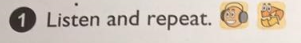 1 Listen and repeat.